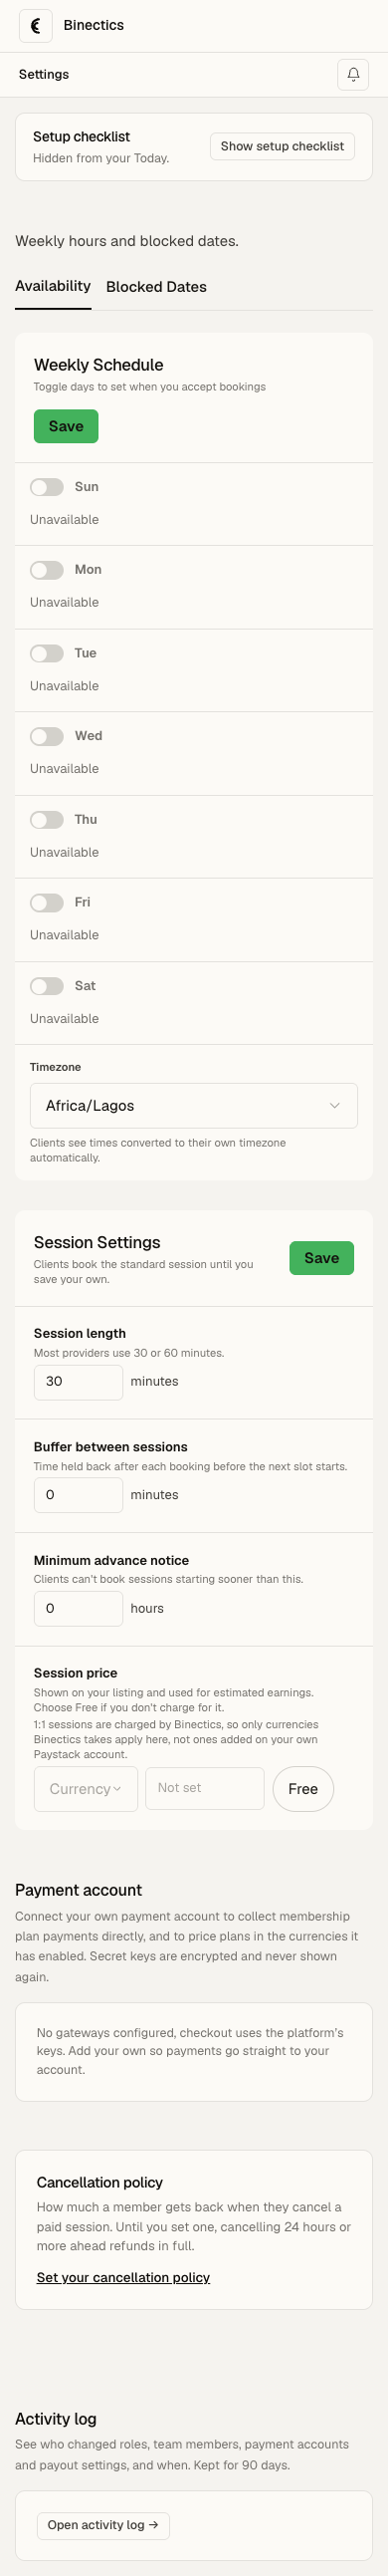 Binectics
Settings
Setup checklist
Hidden from your Today.
Show setup checklist
Weekly hours and blocked dates.
Availability
Blocked Dates
Weekly Schedule
Toggle days to set when you accept bookings
Save
Sun
Unavailable
Mon
Unavailable
Tue
Unavailable
Wed
Unavailable
Thu
Unavailable
Fri
Unavailable
Sat
Unavailable
Timezone
Africa/Lagos
Clients see times converted to their own timezone
automatically.
Session Settings
Clients book the standard session until you
save your own.
Save
Session length
Most providers use 30 or 60 minutes.
30 minutes
Buffer between sessions
Time held back after each booking before the next slot starts.
0 minutes
Minimum advance notice
Clients can't book sessions starting sooner than this.
0 hours
Session price
Shown on your listing and used for estimated earnings.
Choose Free if you don't charge for it.
1:1 sessions are charged by Binectics, so only currencies
Binectics takes apply here, not ones added on your own
Paystack account.
Currency
Not set
Free
Payment account
Connect your own payment account to collect membership
plan payments directly, and to price plans in the currencies it
has enabled. Secret keys are encrypted and never shown
again.
No gateways configured, checkout uses the platform's
keys. Add your own so payments go straight to your
account.
Cancellation policy
How much a member gets back when they cancel a
paid session. Until you set one, cancelling 24 hours or
more ahead refunds in full.
Set your cancellation policy
Activity log
See who changed roles, team members, payment accounts
and payout settings, and when. Kept for 90 days.
Open activity log →